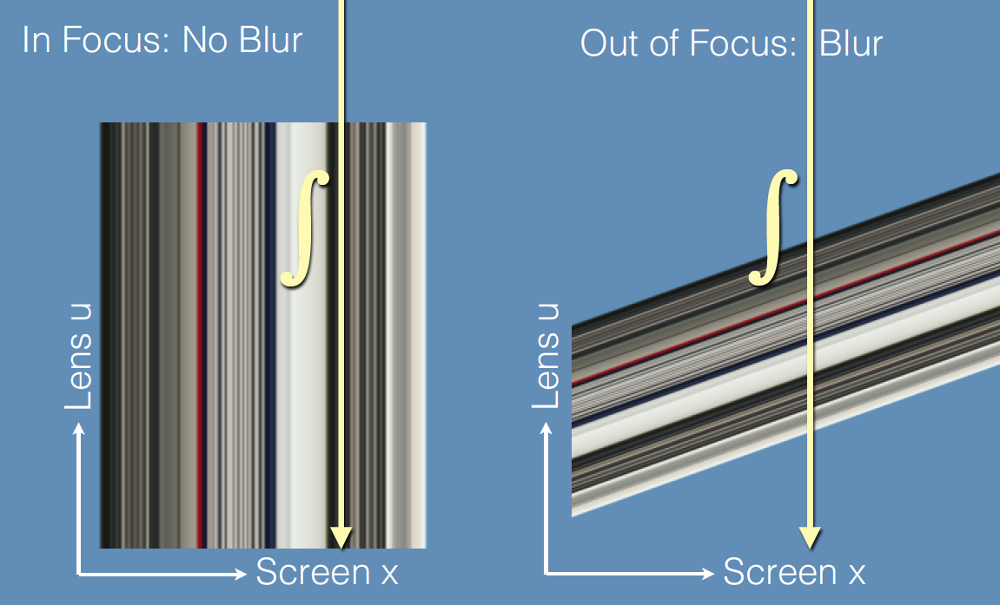 In Focus: No Blur
Out of Focus: Blur
∫
∫
Lens u
Lens u
Screen x
Screen x